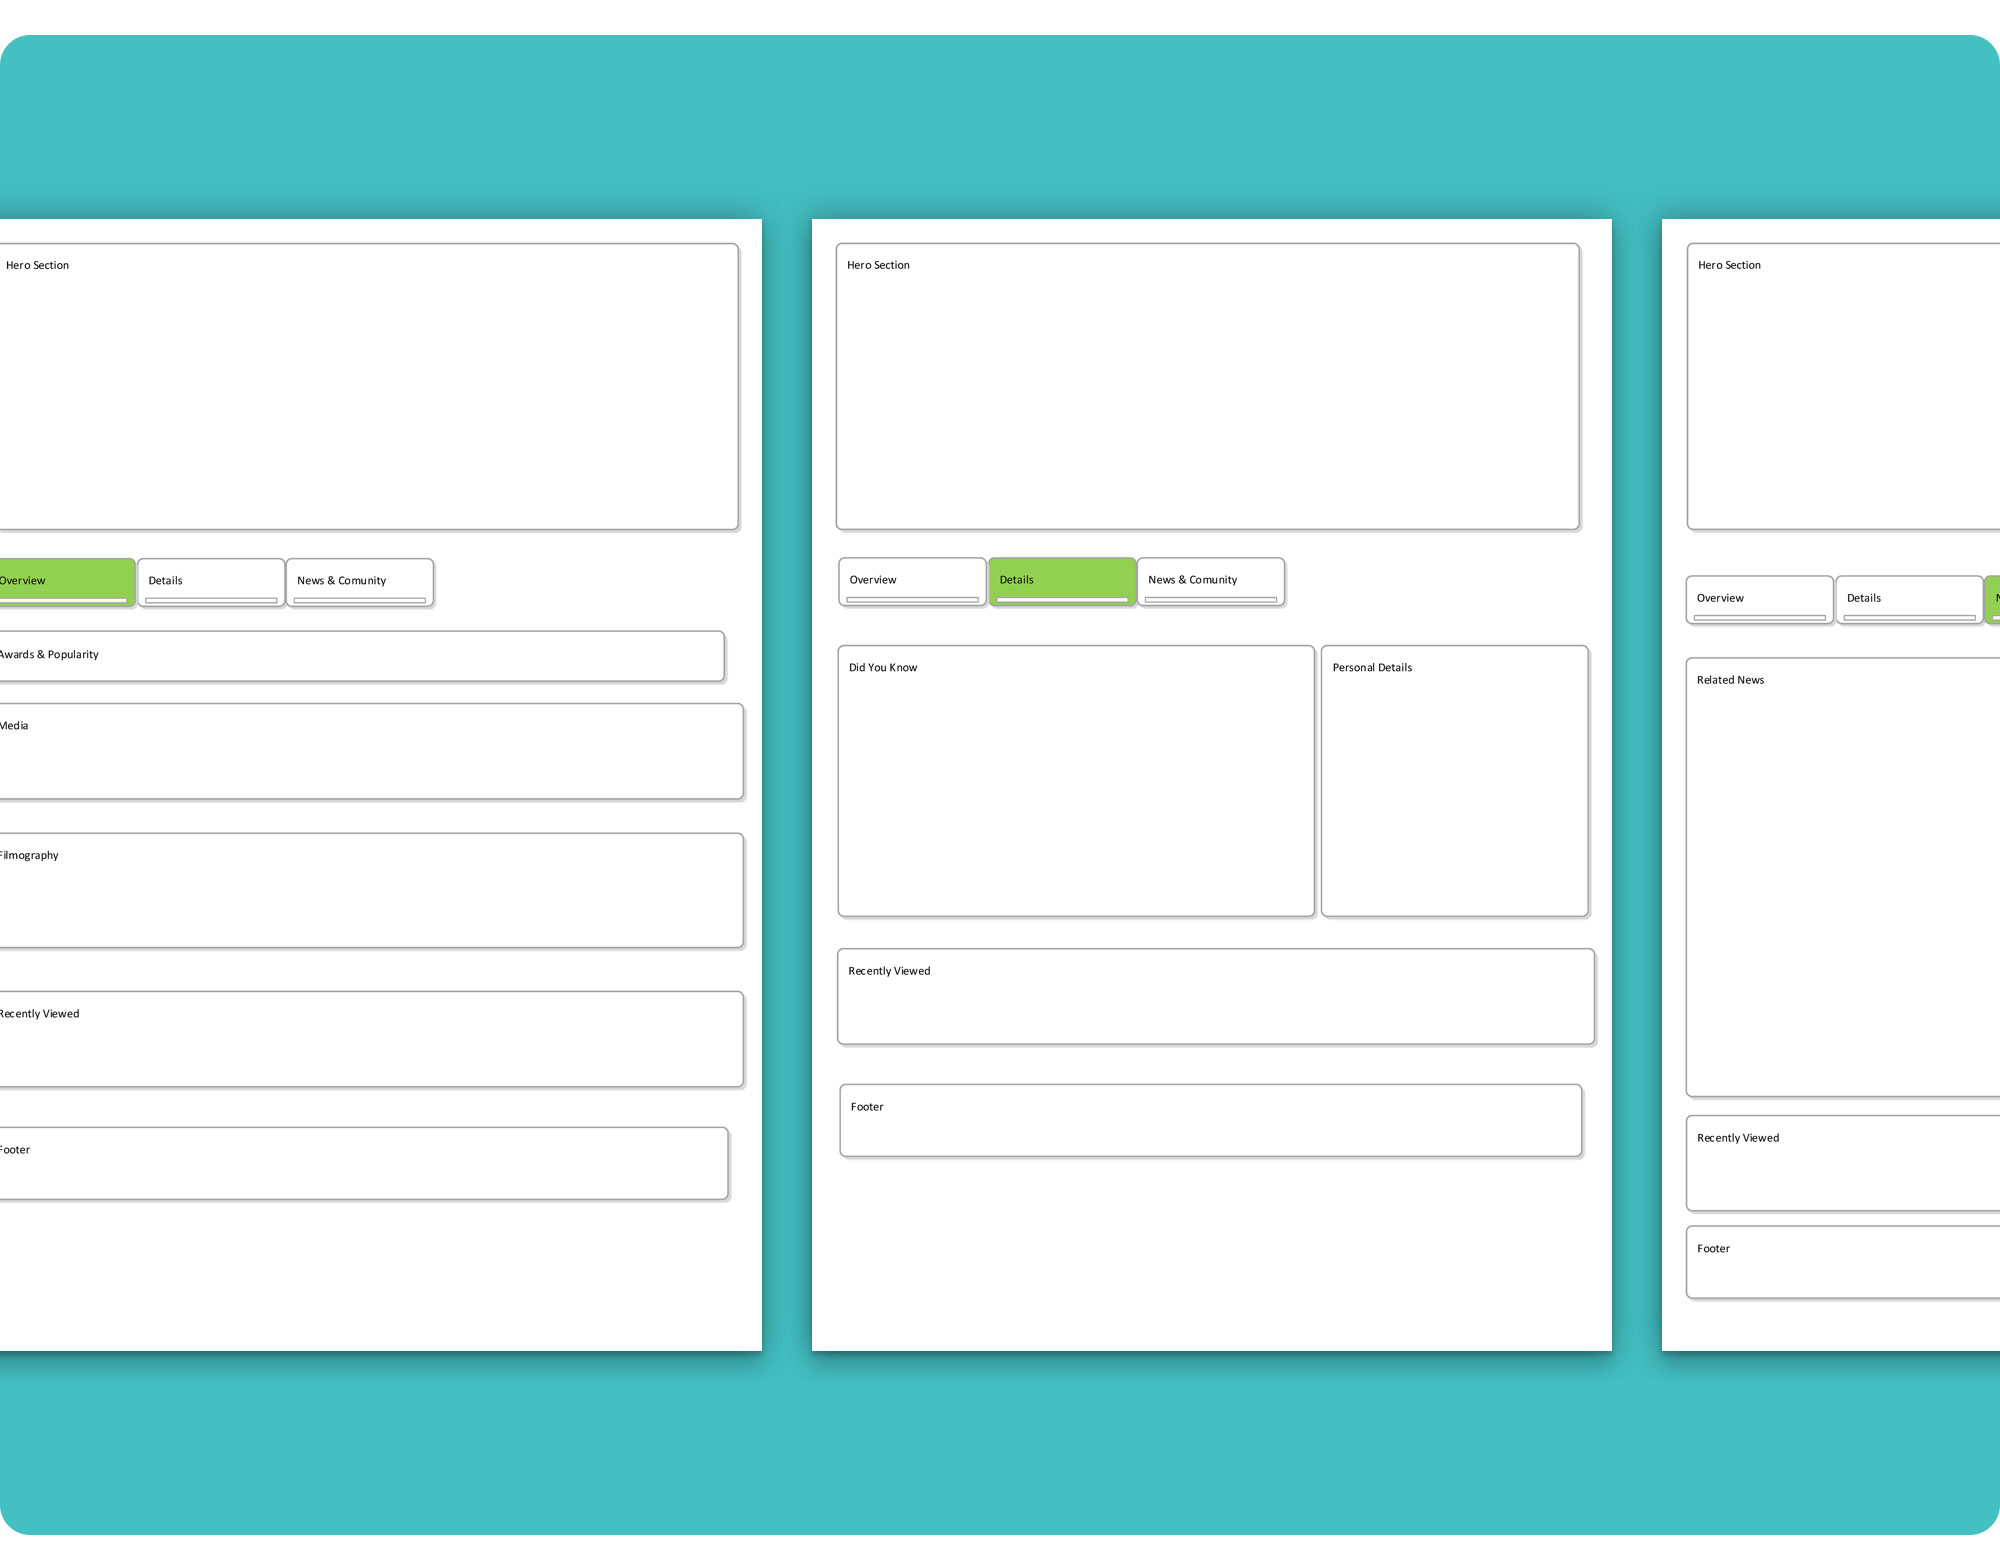 Hero Section
Overview
Details
News & Comunity
Awards & Popularity
Media
Filmography
Recently Viewed
Footer
Hero Section
Overview
Details
News & Comunity
Did You Know
Personal Details
Recently Viewed
Footer
Hero Section
Overview
Details
Related News
Recently Viewed
Footer